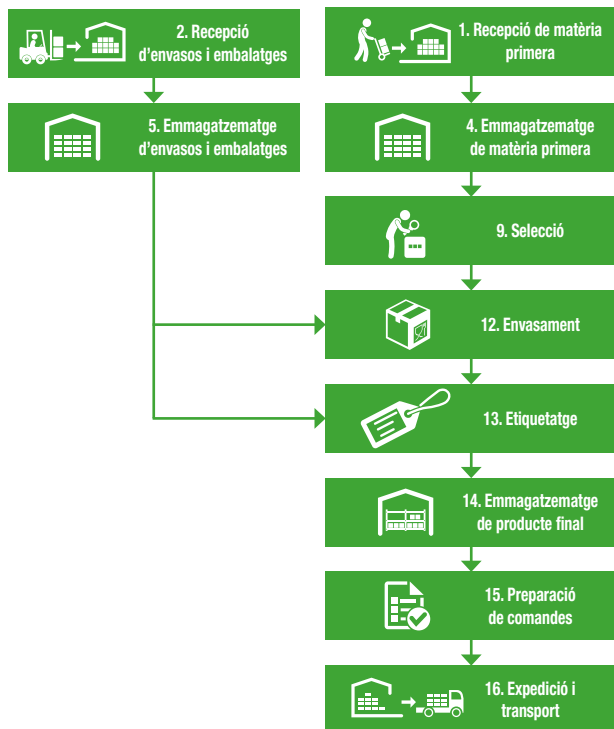 2. Recepció
d'envasos i embalatges
1. Recepció de matèria
primera
5. Emmagatzematge
d'envasos i embalatges
4. Emmagatzematge
de matèria primera
9. Selecció
12. Envasament
13. Etiquetatge
14. Emmagatzematge
de producte final
15. Preparació
de comandes
16. Expedició i
transport